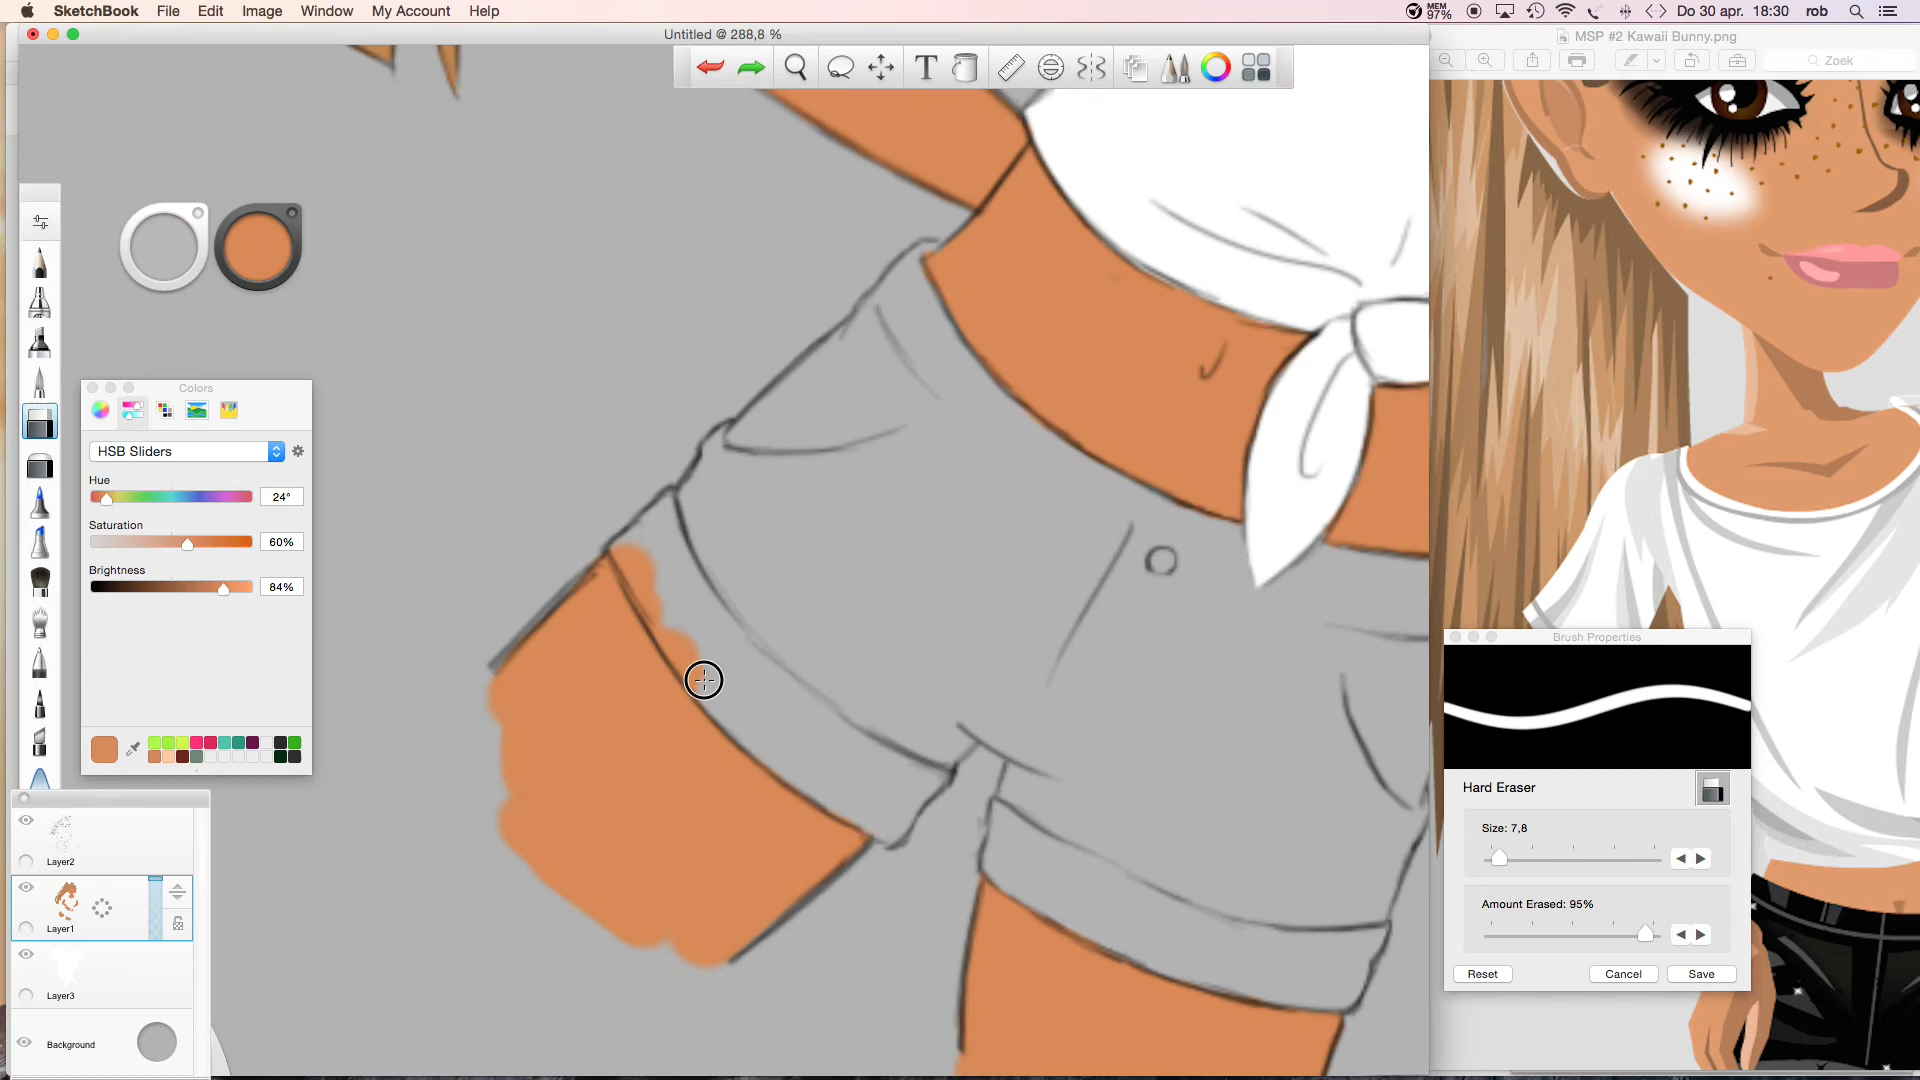 SketchBook File Edit Image Window My Account Help
MEM 97% Do 30 apr. 18:30 rob
Untitled @ 288,8 %
MSP #2 Kawaii Bunny.png
Zoek
T
Colors
HSB Sliders
Hue
24°
Saturation
60%
Brightness
84%
Layer2
Layer1
Layer3
Background
Brush Properties
Hard Eraser
Size: 7,8
Amount Erased: 95%
Reset Cancel Save